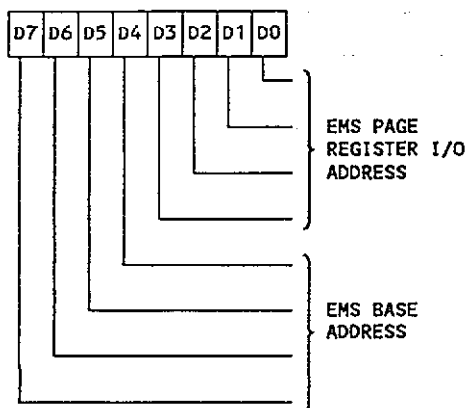 D7 D6 D5 D4 D3 D2 D1 D0
EMS PAGE
REGISTER I/O
ADDRESS
EMS BASE
ADDRESS